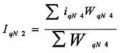 I_{qN 2} = \frac{\sum i_{qN 4} W_{qN 4}}{\sum W_{qN 4}}